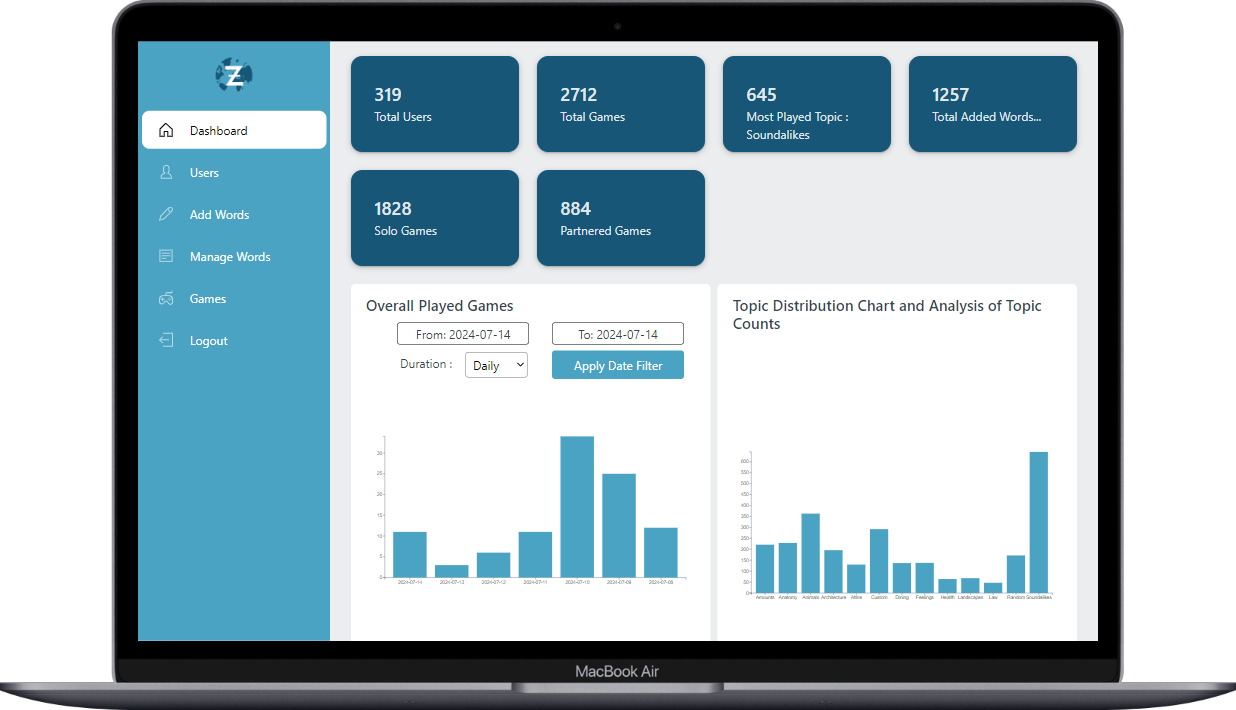 Z
Dashboard
Users
Add Words
Manage Words
Games
Logout
319
Total Users
2712
Total Games
645
Most Played Topic :
Soundalikes
1257
Total Added Words...
1828
Solo Games
884
Partnered Games
Overall Played Games
From: 2024-07-14
To: 2024-07-14
Duration :
Daily
Apply Date Filter
30
25
20
15
10
5
0
2024-07-14 2024-07-13 2024-07-12 2024-07-11 2024-07-10 2024-07-09 2024-07-08
Topic Distribution Chart and Analysis of Topic
Counts
600
550
500
450
400
350
300
250
200
150
100
50
0
Amounts Anatomy Animals Architecture Attire Custom Dining Feelings Health Landscapes Law Random Soundalikes
MacBook Air